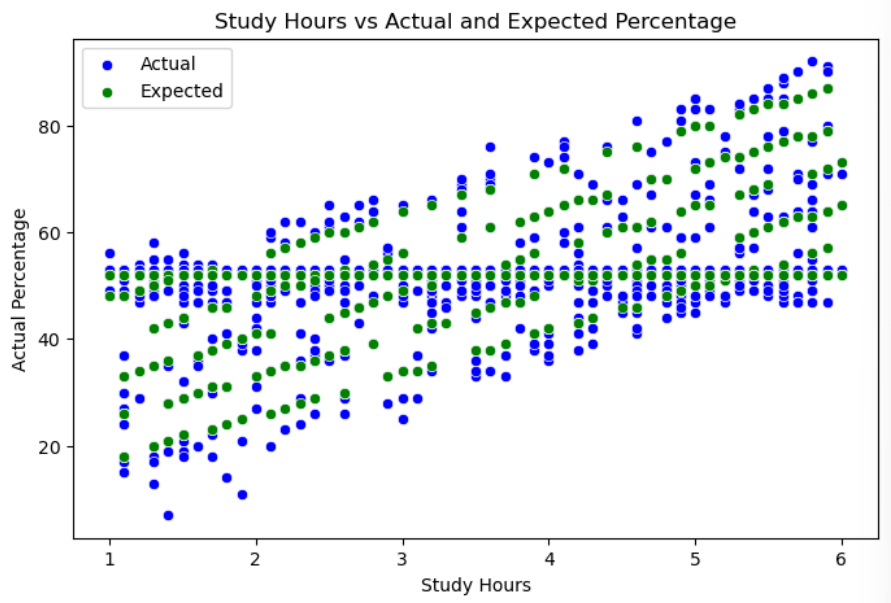 Study Hours vs Actual and Expected Percentage
Actual
Expected
80
60
40
20
Actual Percentage
1 2 3 4 5 6
Study Hours